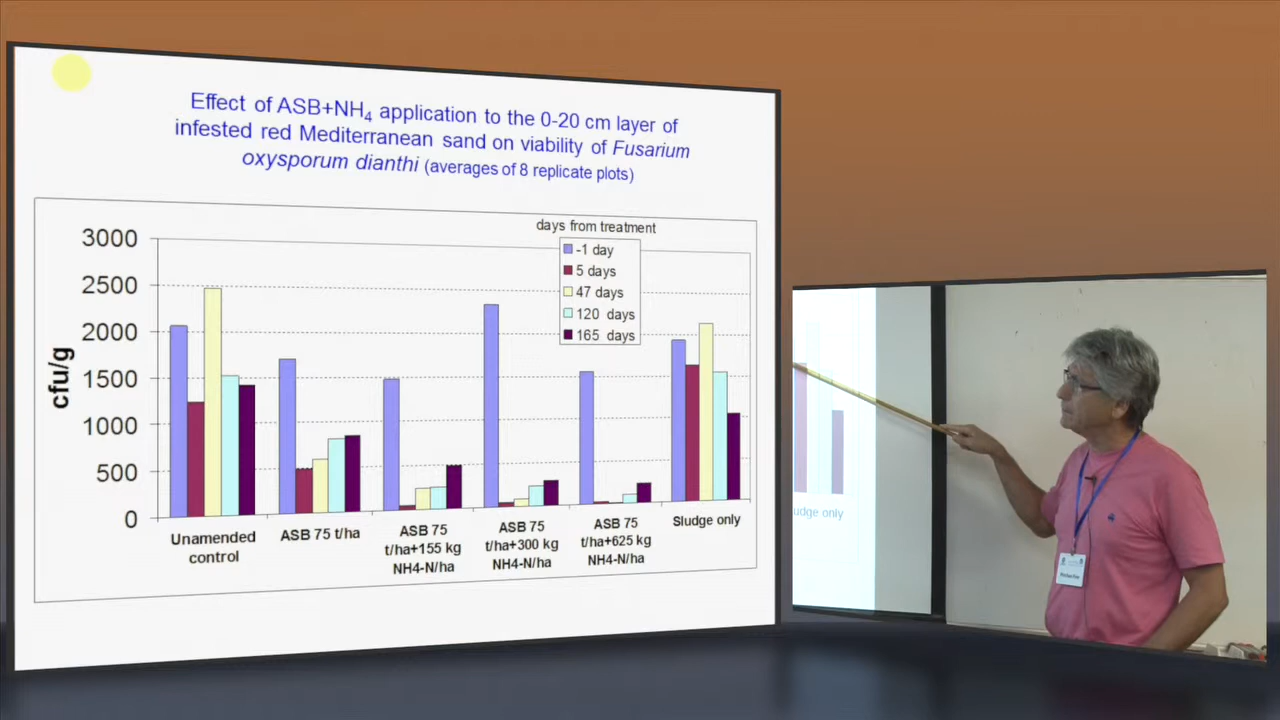 Effect of ASB+NH₄ application to the 0-20 cm layer of
infested red Mediterranean sand on viability of Fusarium
oxysporum dianthi (averages of 8 replicate plots)
days from treatment
-1 day
5 days
47 days
120 days
165 days
cfu/g
3000
2500
2000
1500
1000
500
0
Unamended
control
ASB 75 t/ha
ASB 75
t/ha+155 kg
NH4-N/ha
ASB 75
t/ha+300 kg
NH4-N/ha
ASB 75
t/ha+625 kg
NH4-N/ha
Sludge only
udge only